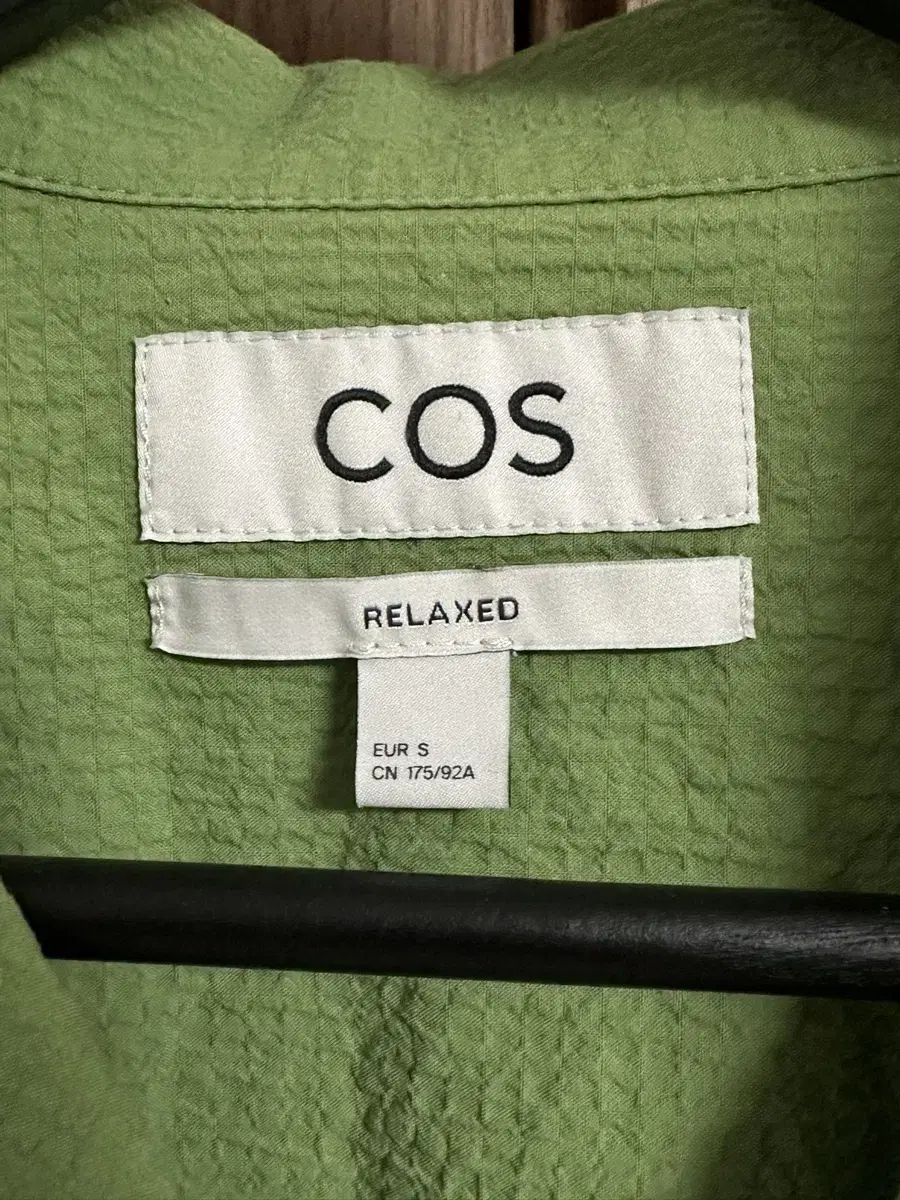 COS
RELAXED
EUR S
CN 175/92A